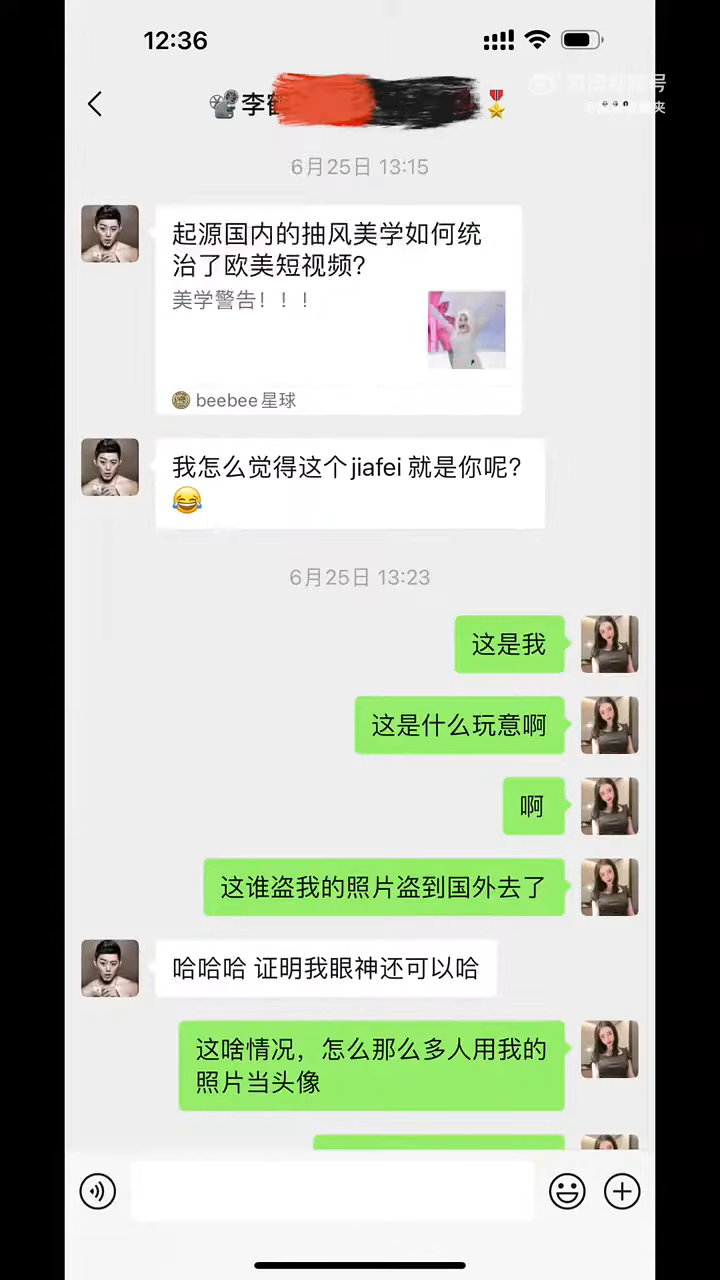 12:36
李鹤
6月25日 13:15
起源国内的抽风美学如何统
治了欧美短视频?
美学警告！！！
beebee星球
我怎么觉得这个jiafei 就是你呢?
😂
6月25日 13:23
这是我
这是什么玩意啊
啊
这谁盗我的照片盗到国外去了
哈哈哈 证明我眼神还可以哈
这啥情况，怎么那么多人用我的
照片当头像